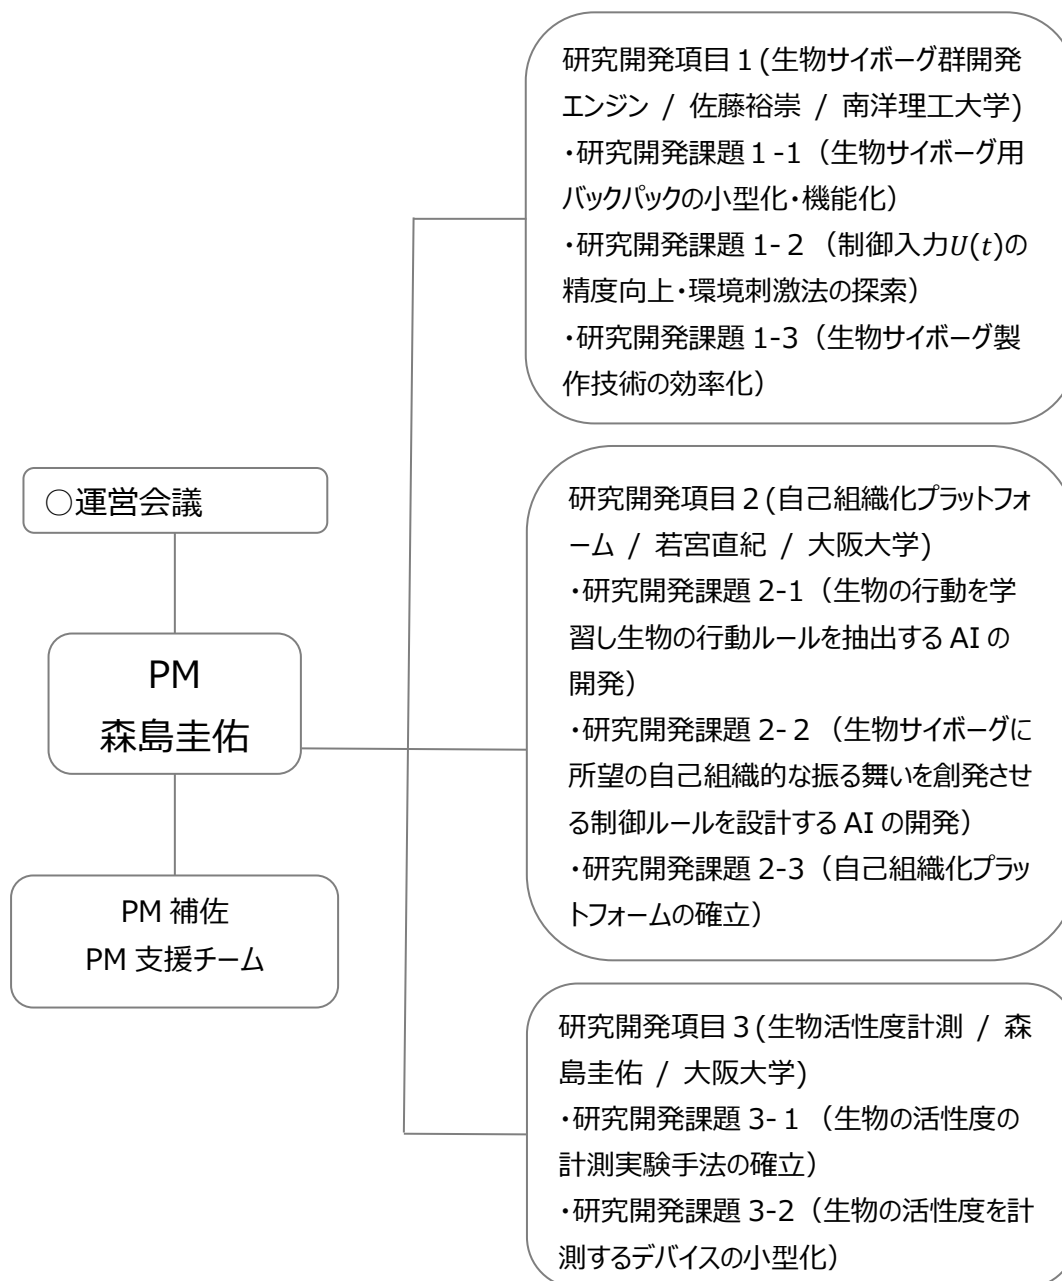 ○運営会議
PM
森島圭佑
PM 補佐
PM 支援チーム
研究開発項目1(生物サイボーグ群開発
エンジン / 佐藤裕崇 / 南洋理工大学)
・研究開発課題1-1（生物サイボーグ用
バックパックの小型化・機能化）
・研究開発課題 1-2（制御入力U(t)の
精度向上・環境刺激法の探索）
・研究開発課題 1-3（生物サイボーグ製
作技術の効率化）
研究開発項目2(自己組織化プラットフォ
ーム / 若宮直紀 / 大阪大学)
・研究開発課題 2-1（生物の行動を学
習し生物の行動ルールを抽出する AI の
開発）
・研究開発課題 2-2（生物サイボーグに
所望の自己組織的な振る舞いを創発させ
る制御ルールを設計する AI の開発）
・研究開発課題 2-3（自己組織化プラッ
トフォームの確立）
研究開発項目3(生物活性度計測 / 森
島圭佑 / 大阪大学)
・研究開発課題 3-1（生物の活性度の
計測実験手法の確立）
・研究開発課題 3-2（生物の活性度を計
測するデバイスの小型化）